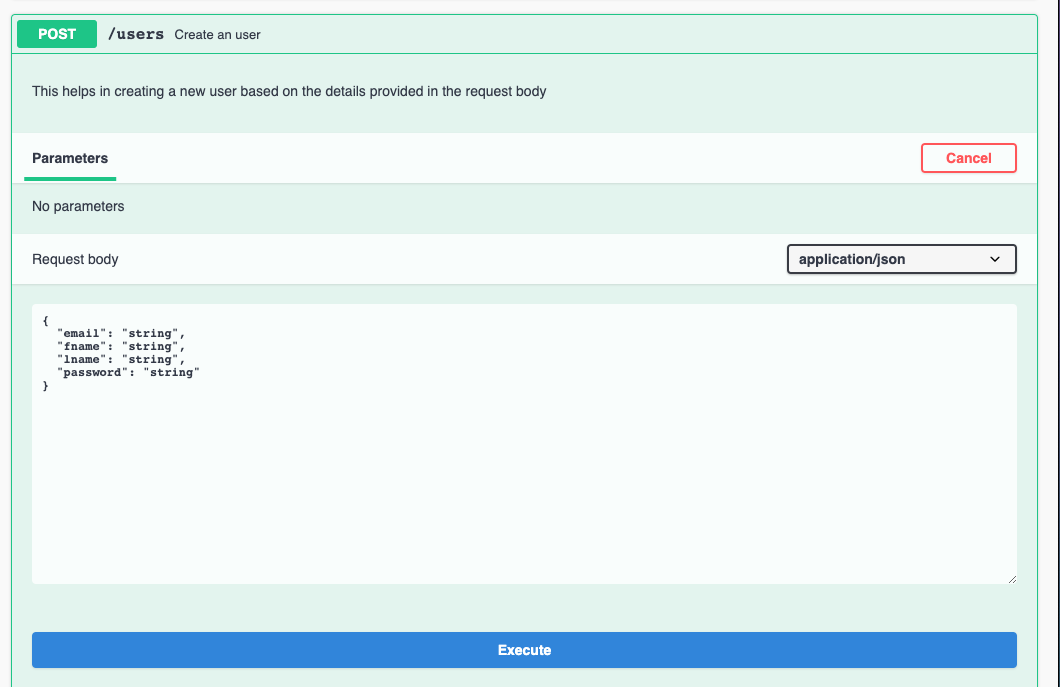 POST /users Create an user
This helps in creating a new user based on the details provided in the request body
Parameters Cancel
No parameters
Request body application/json
{
  "email": "string",
  "fname": "string",
  "lname": "string",
  "password": "string"
}
Execute